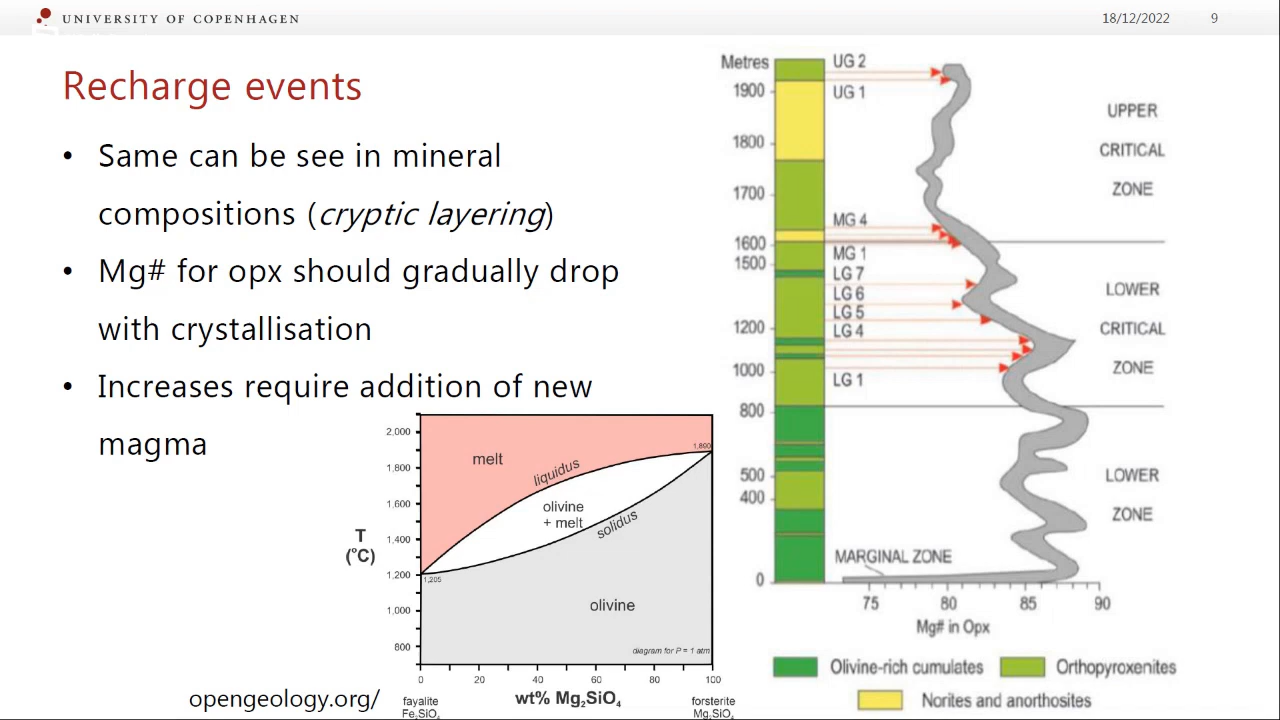 UNIVERSITY OF COPENHAGEN
18/12/2022
9
Recharge events
• Same can be see in mineral
compositions (cryptic layering)
• Mg# for opx should gradually drop
with crystallisation
• Increases require addition of new
magma
2,000
1,800
1,600
1,400
1,200
1,000
800
T
(°C)
melt
liquidus
1,890
olivine
+ melt
solidus
1,205
olivine
diagram for P = 1 atm
0 20 40 60 80 100
fayalite
Fe₂SiO₄
wt% Mg₂SiO₄
forsterite
Mg₂SiO₄
opengeology.org/
Metres
1900
1800
1700
1600
1500
1200
1000
800
500
400
0
UG 2
UG 1
MG 4
MG 1
LG 7
LG 6
LG 5
LG 4
LG 1
MARGINAL ZONE
UPPER
CRITICAL
ZONE
LOWER
CRITICAL
ZONE
LOWER
ZONE
75 80 85 90
Mg# in Opx
Olivine-rich cumulates
Orthopyroxenites
Norites and anorthosites